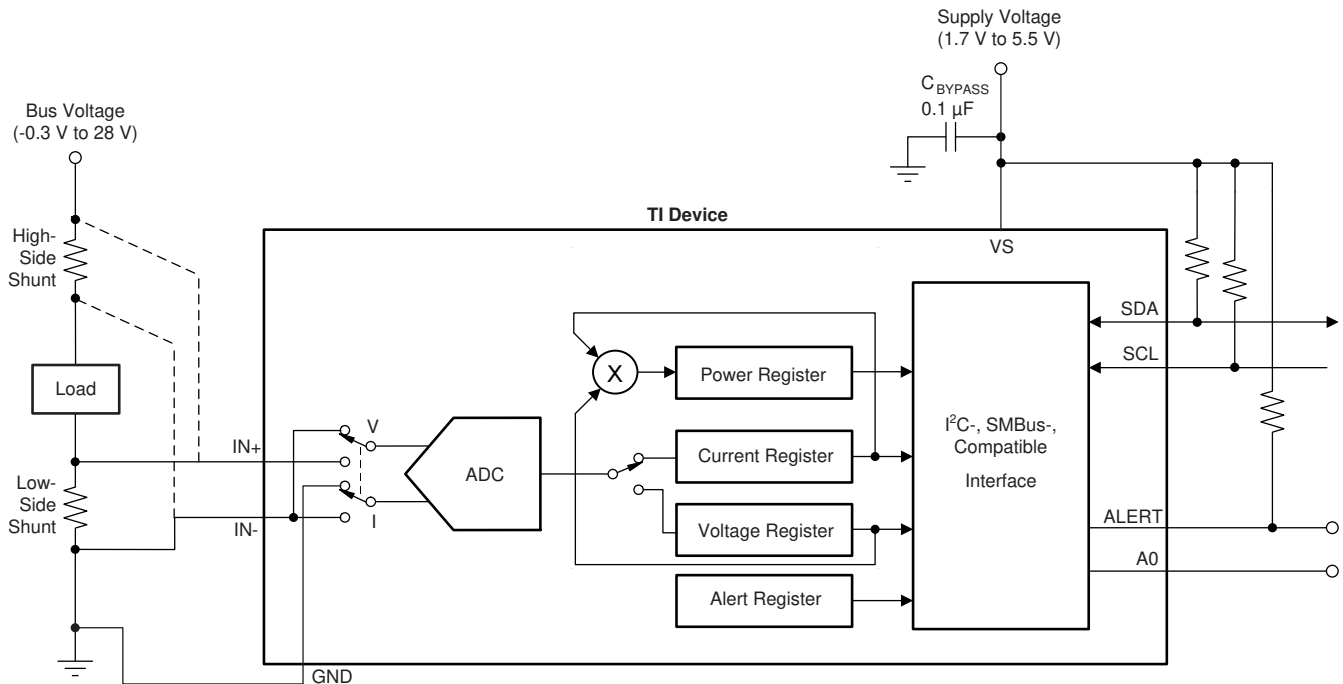 Supply Voltage
(1.7 V to 5.5 V)
C_BYPASS
0.1 µF
Bus Voltage
(-0.3 V to 28 V)
TI Device
VS
High-
Side
Shunt
SDA
SCL
Power Register
X
Load
I²C-, SMBus-,
Compatible
Interface
V
IN+
ADC
Current Register
Low-
Side
Shunt
I
IN-
Voltage Register
ALERT
A0
Alert Register
GND